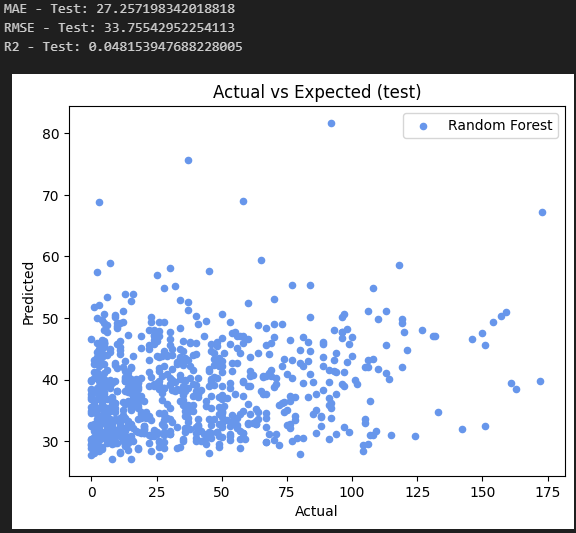 MAE - Test: 27.257198342018818
RMSE - Test: 33.75542952254113
R2 - Test: 0.048153947688228005
Actual vs Expected (test)
Random Forest
Predicted
80
70
60
50
40
30
0
25
50
75
100
125
150
175
Actual